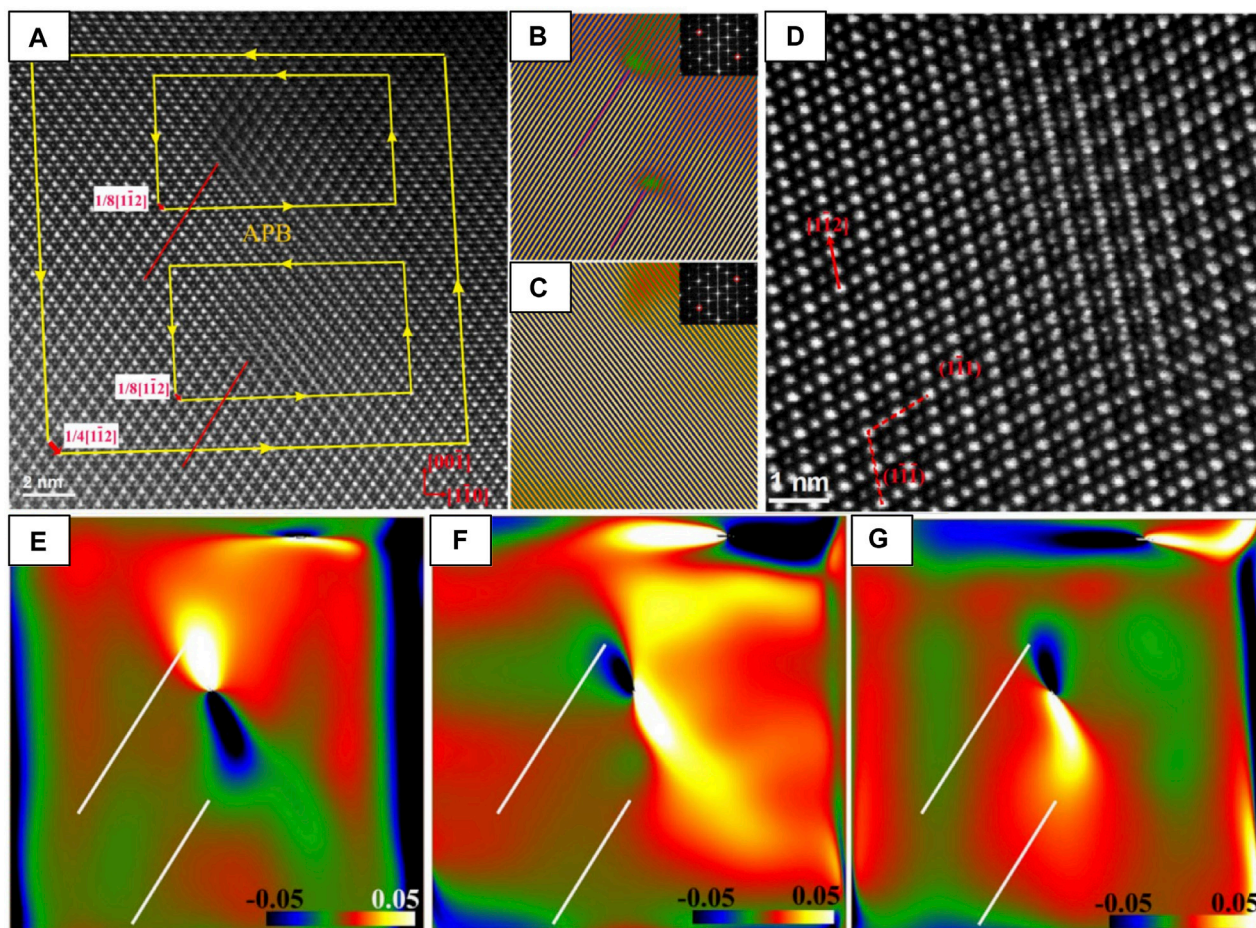 A
B
C
D
1/8[11̄2]
APB
1/8[11̄2]
1/4[11̄2]
2 nm
[001̄]
[11̄0]
[11̄2]
(11̄1)
(11̄1̄)
1 nm
E
F
G
-0.05 0.05
-0.05 0.05
-0.05 0.05